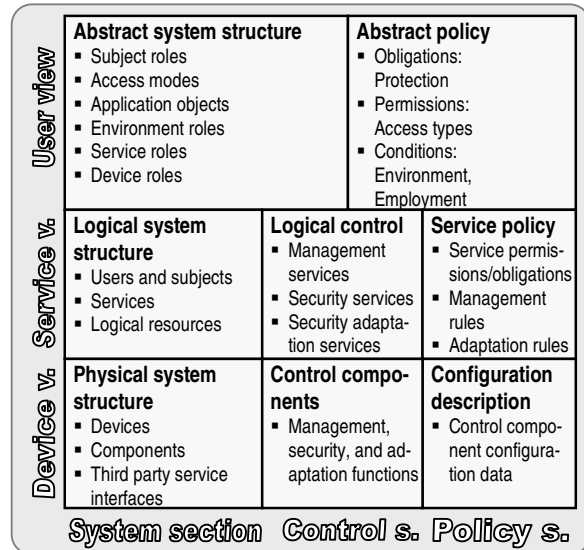 User view
Abstract system structure
▪ Subject roles
▪ Access modes
▪ Application objects
▪ Environment roles
▪ Service roles
▪ Device roles
Abstract policy
▪ Obligations:
Protection
▪ Permissions:
Access types
▪ Conditions:
Environment,
Employment
Service v.
Logical system
structure
▪ Users and subjects
▪ Services
▪ Logical resources
Logical control
▪ Management
services
▪ Security services
▪ Security adapta-
tion services
Service policy
▪ Service permis-
sions/obligations
▪ Management
rules
▪ Adaptation rules
Device v.
Physical system
structure
▪ Devices
▪ Components
▪ Third party service
interfaces
Control compo-
nents
▪ Management,
security, and ad-
aptation functions
Configuration
description
▪ Control comp-
onent configura-
tion data
System section
Control s.
Policy s.